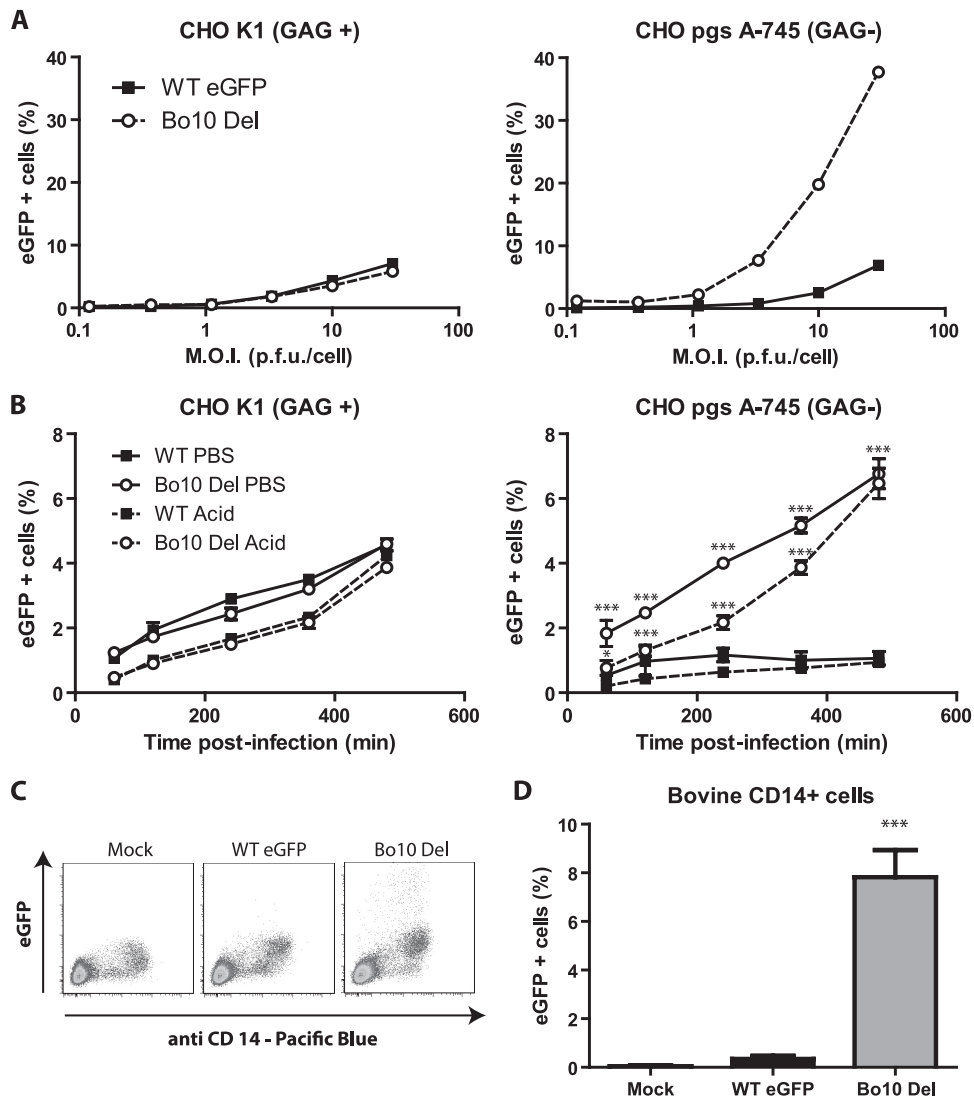 A
CHO K1 (GAG +)
CHO pgs A-745 (GAG-)
eGFP + cells (%)
40
30
20
10
0
0.1
1
10
100
M.O.I. (p.f.u./cell)
WT eGFP
Bo10 Del
eGFP + cells (%)
40
30
20
10
0
0.1
1
10
100
M.O.I. (p.f.u./cell)
B
CHO K1 (GAG +)
CHO pgs A-745 (GAG-)
eGFP + cells (%)
8
6
4
2
0
0
200
400
600
Time post-infection (min)
WT PBS
Bo10 Del PBS
WT Acid
Bo10 Del Acid
eGFP + cells (%)
8
6
4
2
0
***
***
***
***
***
***
***
***
*
0
200
400
600
Time post-infection (min)
C
Mock
WT eGFP
Bo10 Del
eGFP
anti CD 14 - Pacific Blue
D
Bovine CD14+ cells
eGFP + cells (%)
10
8
6
4
2
0
***
Mock
WT eGFP
Bo10 Del